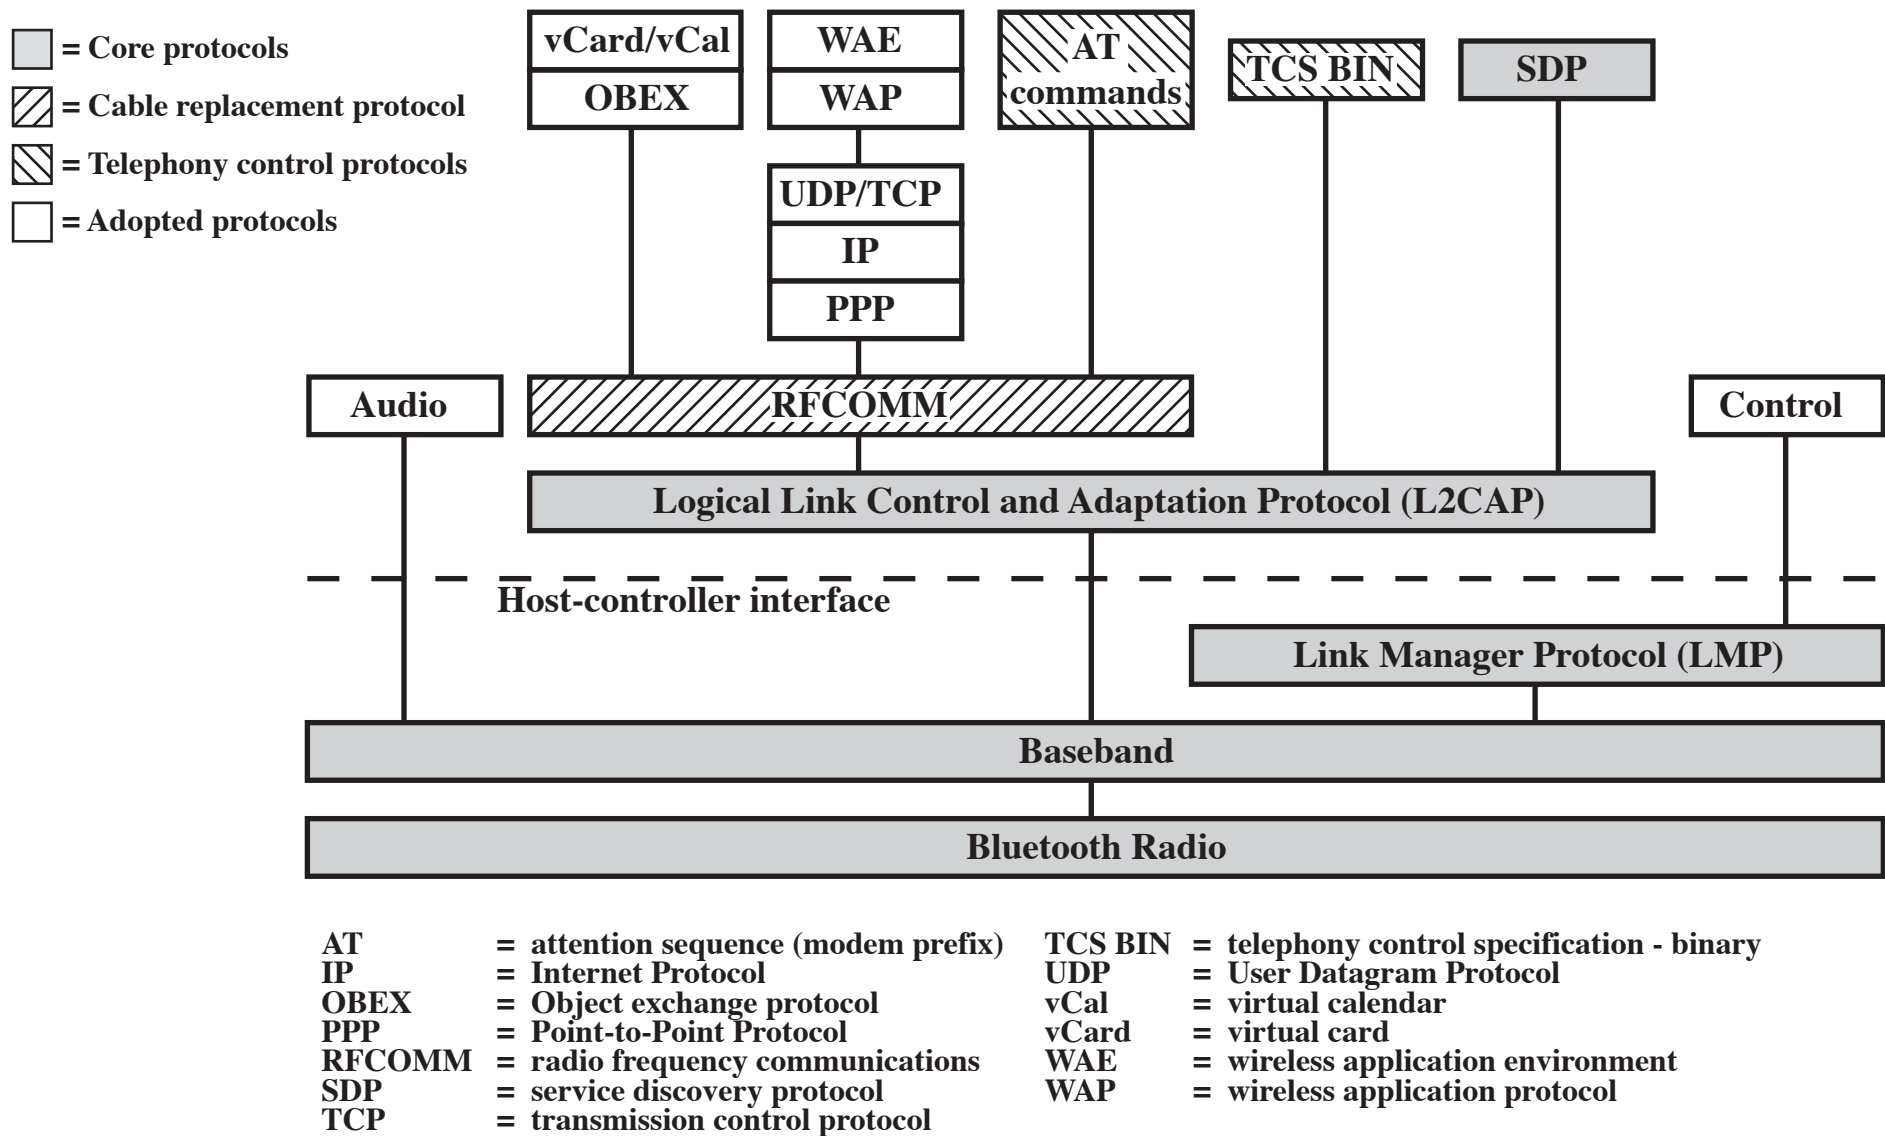 = Core protocols
= Cable replacement protocol
= Telephony control protocols
= Adopted protocols
vCard/vCal
OBEX
WAE
WAP
UDP/TCP
IP
PPP
AT
commands
TCS BIN
SDP
Audio
RFCOMM
Control
Logical Link Control and Adaptation Protocol (L2CAP)
Host-controller interface
Link Manager Protocol (LMP)
Baseband
Bluetooth Radio
AT = attention sequence (modem prefix)
IP = Internet Protocol
OBEX = Object exchange protocol
PPP = Point-to-Point Protocol
RFCOMM = radio frequency communications
SDP = service discovery protocol
TCP = transmission control protocol
TCS BIN = telephony control specification - binary
UDP = User Datagram Protocol
vCal = virtual calendar
vCard = virtual card
WAE = wireless application environment
WAP = wireless application protocol